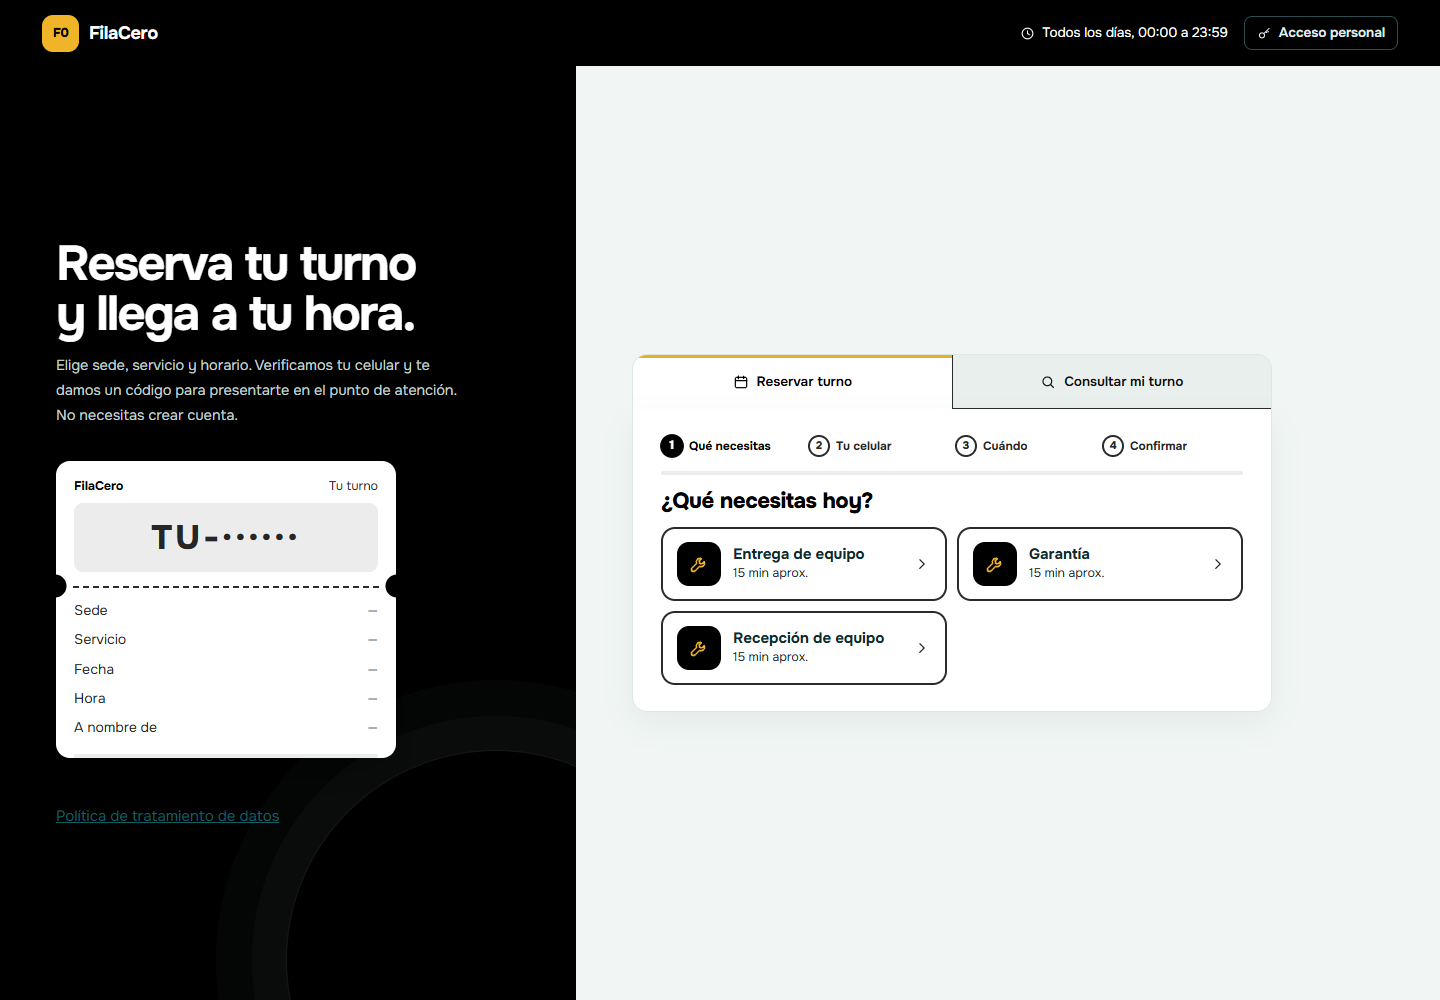 F0 FilaCero
Todos los días, 00:00 a 23:59
Acceso personal
Reserva tu turno
y llega a tu hora.
Elige sede, servicio y horario. Verificamos tu celular y te
damos un código para presentarte en el punto de atención.
No necesitas crear cuenta.
FilaCero Tu turno
TU-••••••
Sede –
Servicio –
Fecha –
Hora –
A nombre de –
Política de tratamiento de datos
Reservar turno
Consultar mi turno
1 Qué necesitas
2 Tu celular
3 Cuándo
4 Confirmar
¿Qué necesitas hoy?
Entrega de equipo
15 min aprox.
Garantía
15 min aprox.
Recepción de equipo
15 min aprox.